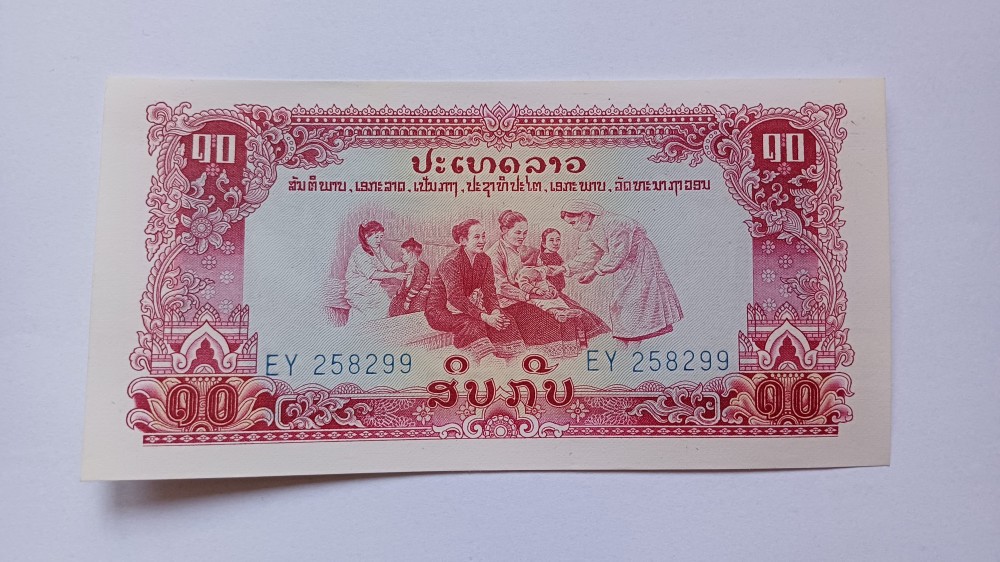 ໑໐ ໑໐
ປະເທດລາວ
ສັນຕິພາບ, ເອກະລາດ, ເປັນກາງ, ປະຊາທິປະໄຕ, ເອກະພາບ, ວັດທະນາຖາວອນ
EY 258299 EY 258299
ສິບກີບ
໑໐ ໑໐